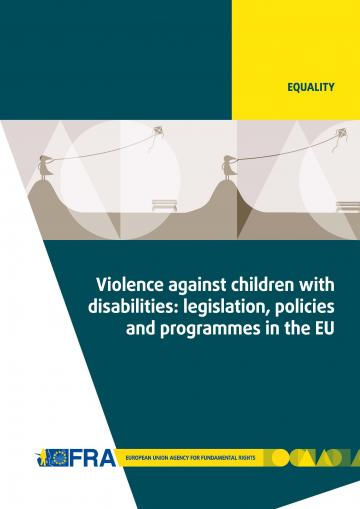 EQUALITY
Violence against children with
disabilities: legislation, policies
and programmes in the EU
FRA EUROPEAN UNION AGENCY FOR FUNDAMENTAL RIGHTS